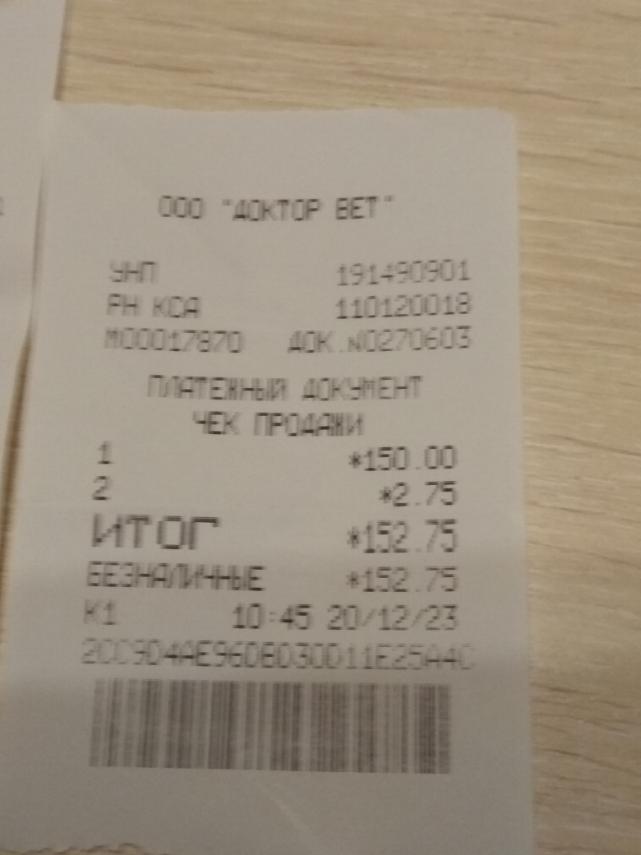 ООО "ДОКТОР ВЕТ"
УНП 191490901
РН КСА 110120018
М00017870 ДОК.N0270603
ПЛАТЕЖНЫЙ ДОКУМЕНТ
ЧЕК ПРОДАЖИ
1 *150.00
2 *2.75
ИТОГ *152.75
БЕЗНАЛИЧНЫЕ *152.75
К1 10:45 20/12/23
2CC9D4AE96DBD30D11E25A4C